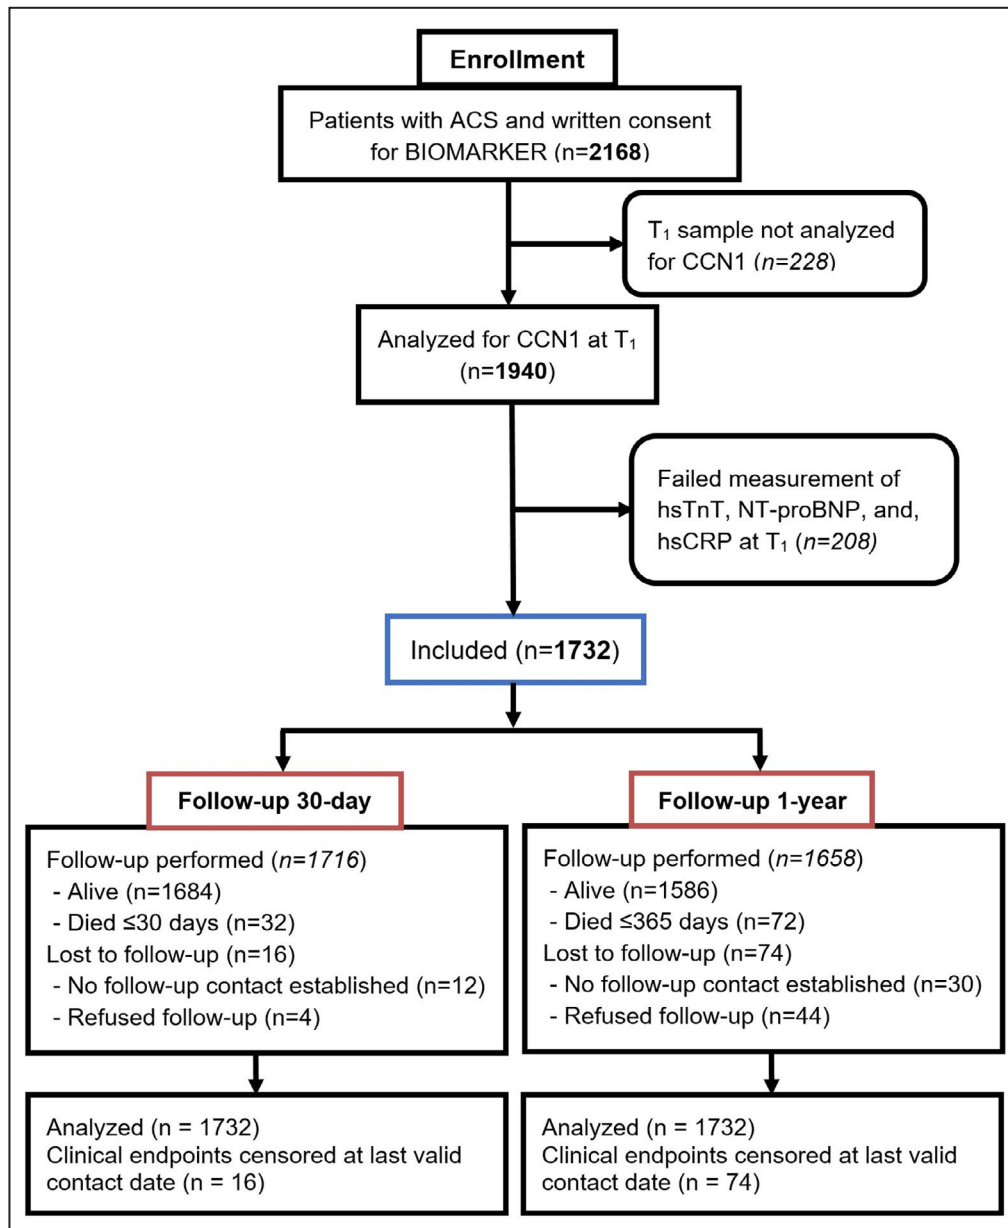 Enrollment
Patients with ACS and written consent
for BIOMARKER (n=2168)
T₁ sample not analyzed
for CCN1 (n=228)
Analyzed for CCN1 at T₁
(n=1940)
Failed measurement of
hsTnT, NT-proBNP, and,
hsCRP at T₁ (n=208)
Included (n=1732)
Follow-up 30-day
Follow-up performed (n=1716)
- Alive (n=1684)
- Died ≤30 days (n=32)
Lost to follow-up (n=16)
- No follow-up contact established (n=12)
- Refused follow-up (n=4)
Analyzed (n = 1732)
Clinical endpoints censored at last valid
contact date (n = 16)
Follow-up 1-year
Follow-up performed (n=1658)
- Alive (n=1586)
- Died ≤365 days (n=72)
Lost to follow-up (n=74)
- No follow-up contact established (n=30)
- Refused follow-up (n=44)
Analyzed (n = 1732)
Clinical endpoints censored at last valid
contact date (n = 74)